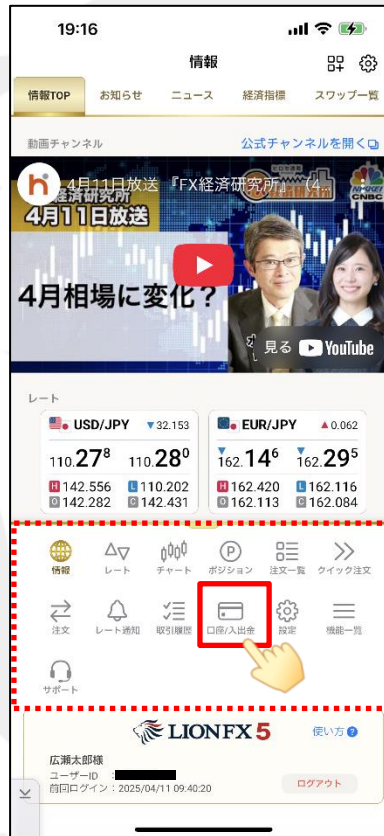 19:16
情報
情報TOP お知らせ ニュース 経済指標 スワップ一覧
動画チャンネル 公式チャンネルを開く
h 4月11日放送 『FX経済研究所』 (4...
経済研究所
4月11日放送
NIKKEI CNBC
4月相場に変化？
見る YouTube
レート
USD/JPY ▼32.153 EUR/JPY ▲0.062
110.27⁸ 110.28⁰ 162.14⁶ 162.29⁵
H 142.556 L 110.202 H 162.420 L 162.116
O 142.282 C 142.431 O 162.113 C 162.084
情報 レート チャート ポジション 注文一覧 クイック注文
注文 レート通知 取引履歴 口座/入出金 設定 機能一覧
サポート
LION FX 5 使い方 ?
広瀬太郎様
ユーザーID :
前回ログイン : 2025/04/11 09:40:20 ログアウト